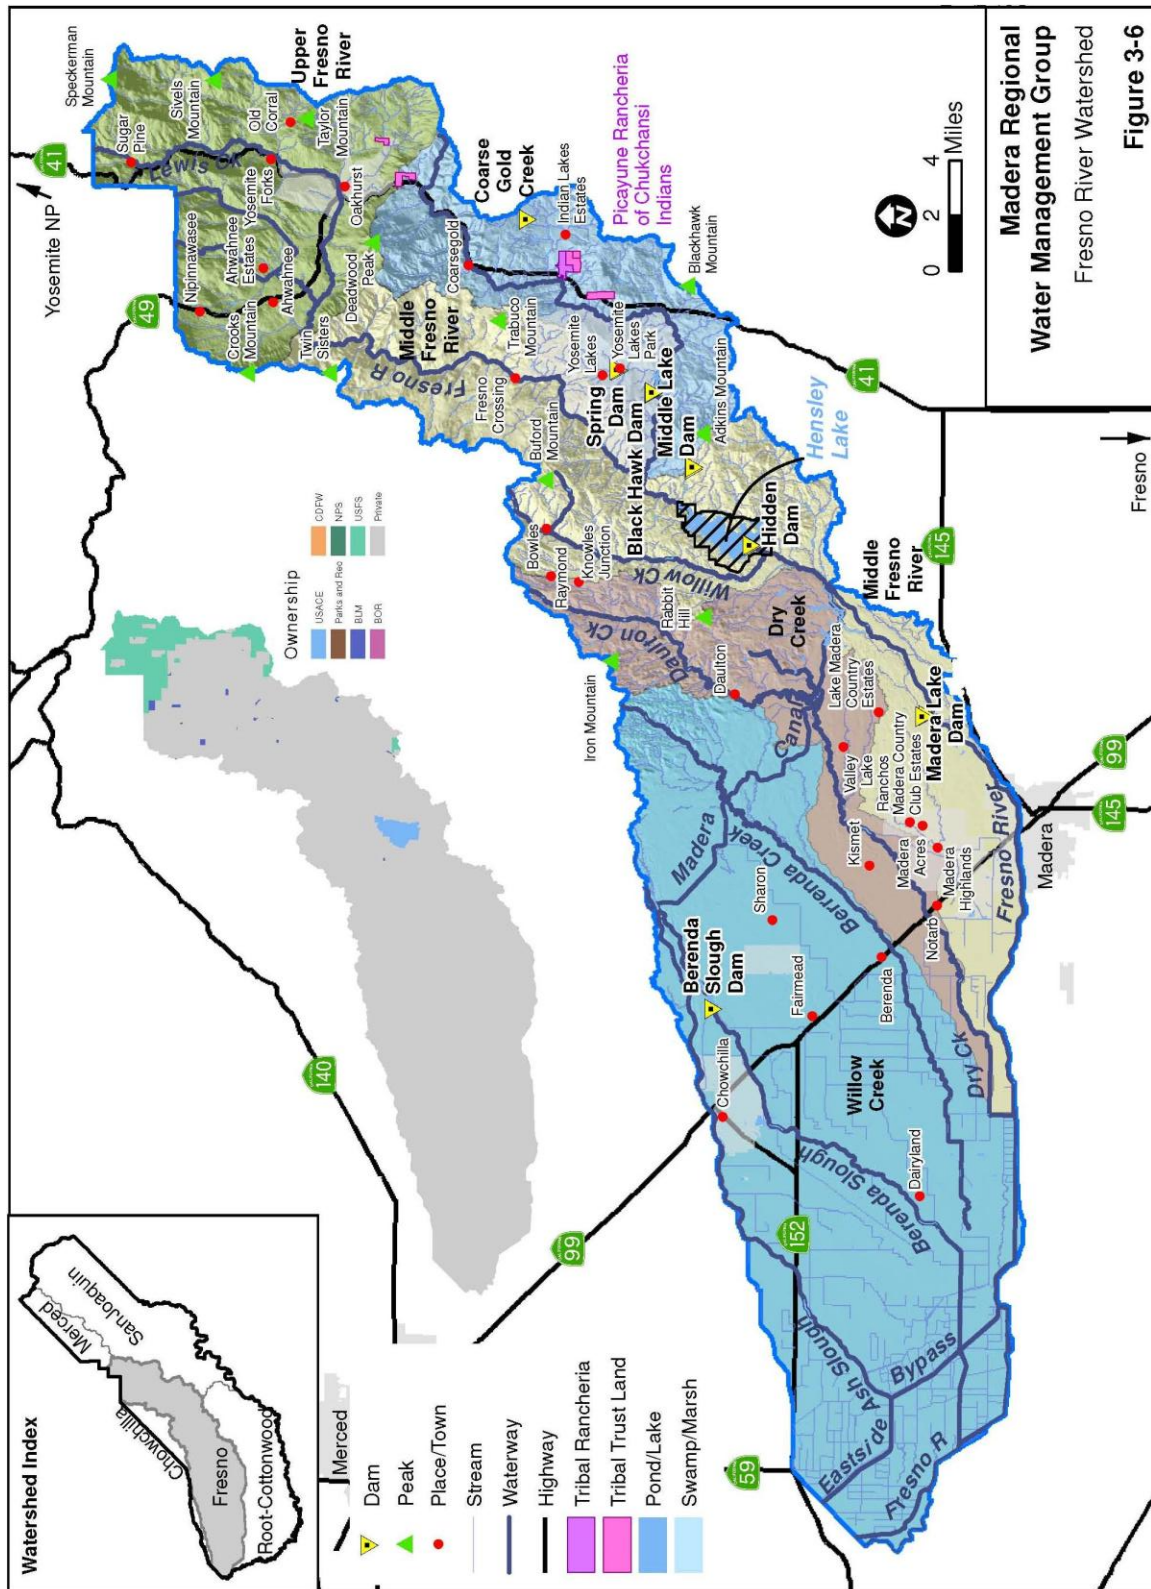 Watershed Index
Merced
San Joaquin
Chowchilla
Fresno
Root-Cottonwood
Merced
Dam
Peak
Place/Town
Stream
Waterway
Highway
Tribal Rancheria
Tribal Trust Land
Pond/Lake
Swamp/Marsh
Ownership
USACE
Parks and Rec
BLM
BOR
CDFW
NPS
USFS
Private
140
99
59
152
49
41
Yosemite NP
Speckerman
Mountain
Sugar
Pine
Lewis Ck
Sivels
Mountain
Old
Corral
Upper
Fresno
River
Taylor
Mountain
Nipinnawasee
Ahwahnee
Estates
Yosemite
Forks
Crooks
Mountain
Ahwahnee
Oakhurst
Twin
Sisters
Deadwood
Peak
Middle
Fresno
River
Fresno R
Coarsegold
Coarse
Gold
Creek
Indian Lakes
Estates
Picayune Rancheria
of Chukchansi
Indians
Trabuco
Mountain
Fresno
Crossing
Yosemite
Lakes
Yosemite
Lakes
Park
Blackhawk
Mountain
Spring
Dam
Black Hawk Dam
Middle Lake
Dam
Adkins Mountain
Buford
Mountain
Hensley
Lake
Hidden
Dam
Bowles
Raymond
Knowles
Junction
Willow Ck
Daulton Ck
Rabbit
Hill
Dry
Creek
Iron Mountain
Daulton
Canal
Madera
Lake Madera
Country
Estates
Middle
Fresno
River
Madera Lake
Dam
Valley
Lake
Ranchos
Madera Country
Club Estates
Kismet
Madera
Acres
Madera
Highlands
Notarb
Fresno River
Madera
Berrenda Creek
Sharon
Berenda
Slough
Dam
Fairmead
Berenda
Chowchilla
Willow
Creek
Dry Ck
Dairyland
Berenda Slough
Ash Slough
Eastside
Bypass
Fresno R
41
145
145
99
Fresno
N
0 2 4
Miles
Madera Regional
Water Management Group
Fresno River Watershed
Figure 3-6